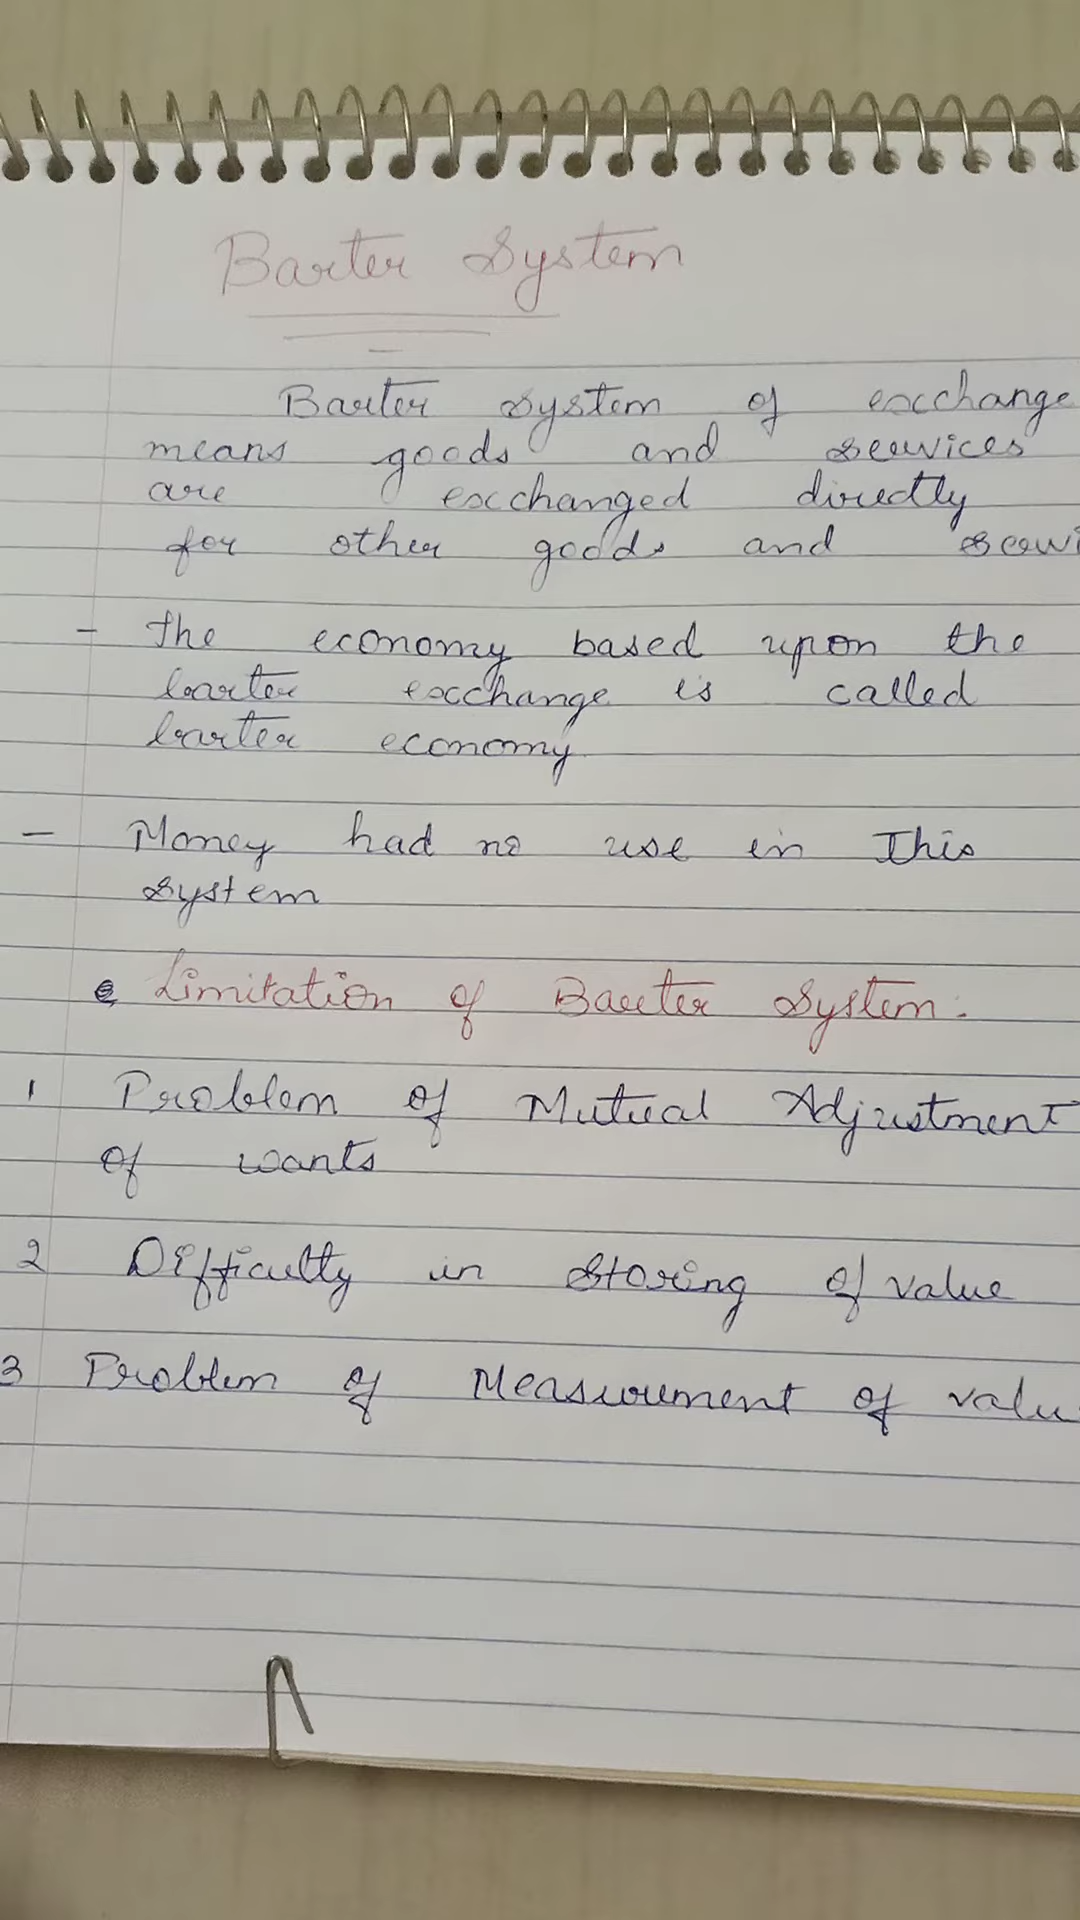 Barter System
Barter system of exchange
means goods and services
are exchanged directly
for other goods and servi
- The economy based upon the
barter exchange is called
barter economy
- Money had no use in This
system
Limitation of Barter System.
1 Problem of Mutual Adjustment
of wants
2 Difficulty in storing of value
3 Problem of Measurement of valu